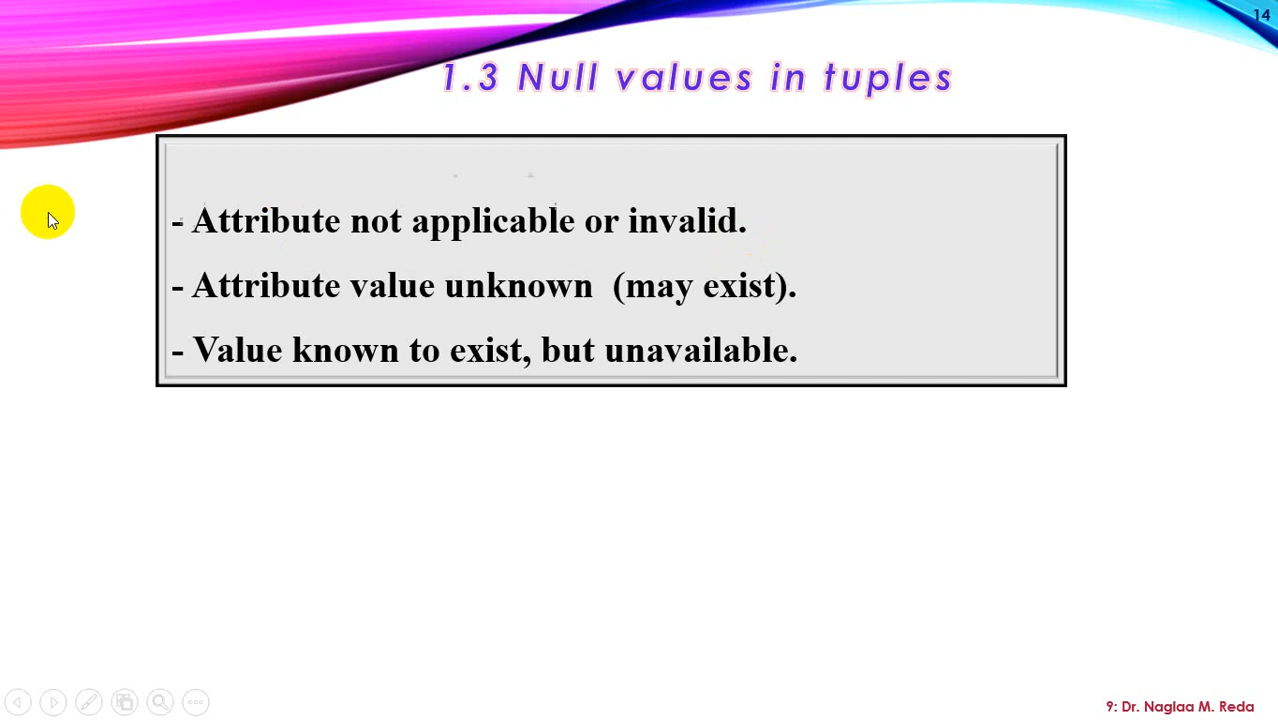 14
1.3 Null values in tuples
- Attribute not applicable or invalid.
- Attribute value unknown (may exist).
- Value known to exist, but unavailable.
9: Dr. Naglaa M. Reda